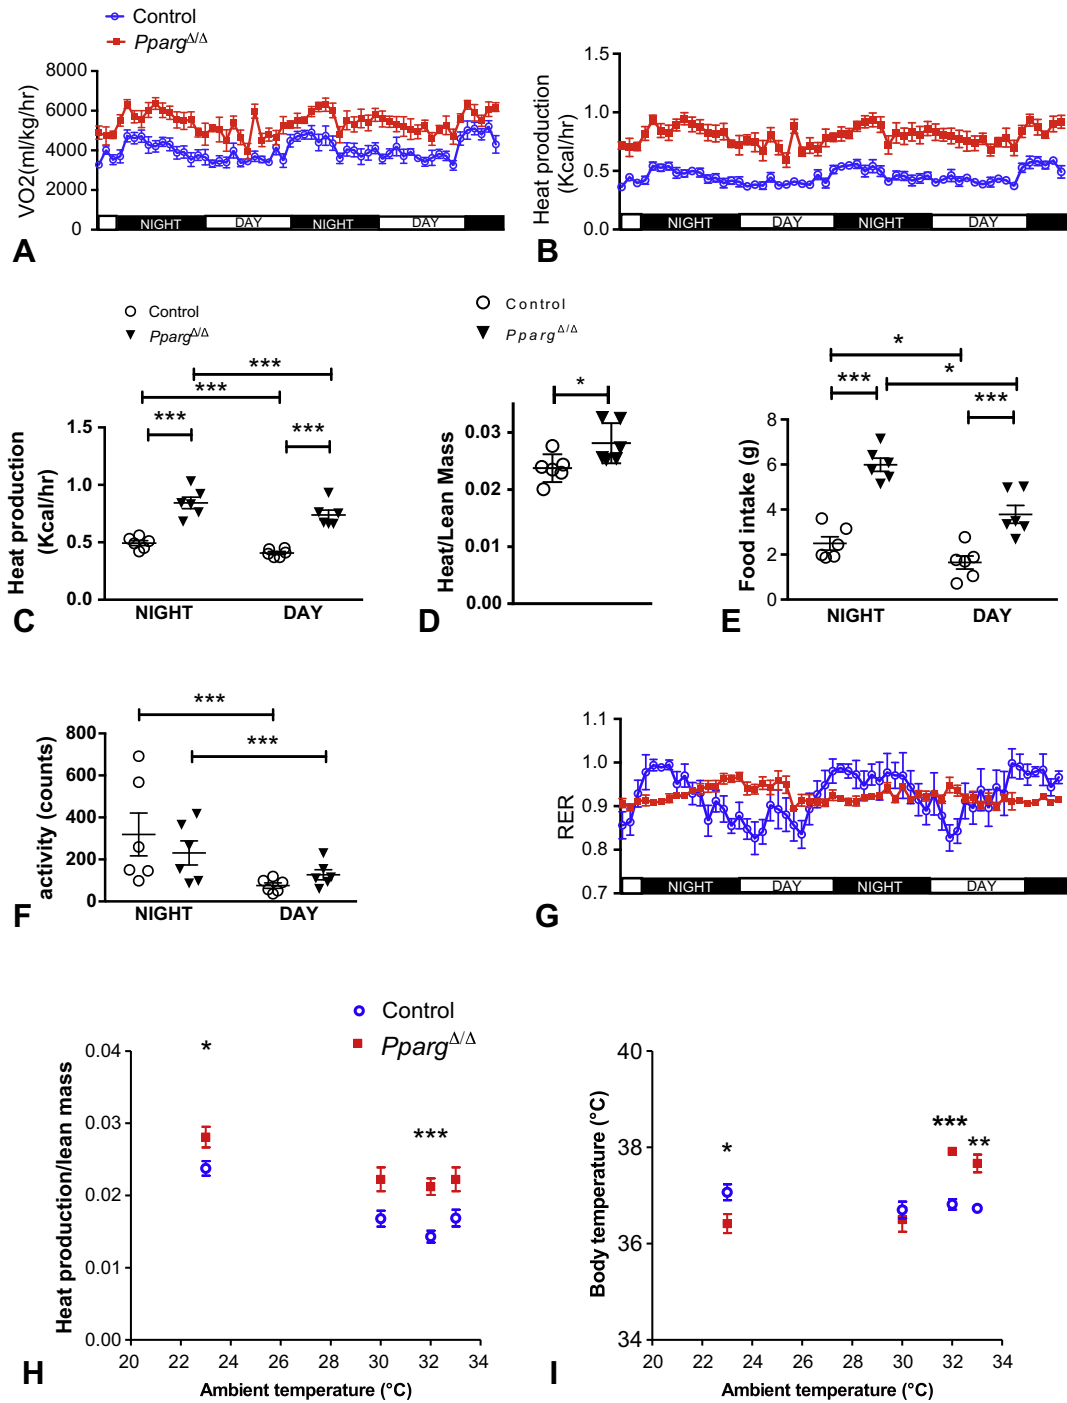 Control
Pparg^Δ/Δ
VO2(ml/kg/hr)
8000
6000
4000
2000
0
NIGHT DAY NIGHT DAY
A
Heat production
(Kcal/hr)
1.5
1.0
0.5
0.0
NIGHT DAY NIGHT DAY
B
Control
Pparg^Δ/Δ
***
***
*** ***
Heat production
(Kcal/hr)
1.5
1.0
0.5
0.0
NIGHT DAY
C
Control
Pparg^Δ/Δ
*
Heat/Lean Mass
0.03
0.02
0.01
0.00
D
*
*** *
***
Food intake (g)
8
6
4
2
0
NIGHT DAY
E
***
***
activity (counts)
800
600
400
200
0
NIGHT DAY
F
RER
1.1
1.0
0.9
0.8
0.7
NIGHT DAY NIGHT DAY
G
Control
Pparg^Δ/Δ
Heat production/lean mass
0.04
0.03
0.02
0.01
0.00
*
***
20 22 24 26 28 30 32 34
Ambient temperature (°C)
H
Body temperature (°C)
40
38
36
34
*
***
**
20 22 24 26 28 30 32 34
Ambient temperature (°C)
I